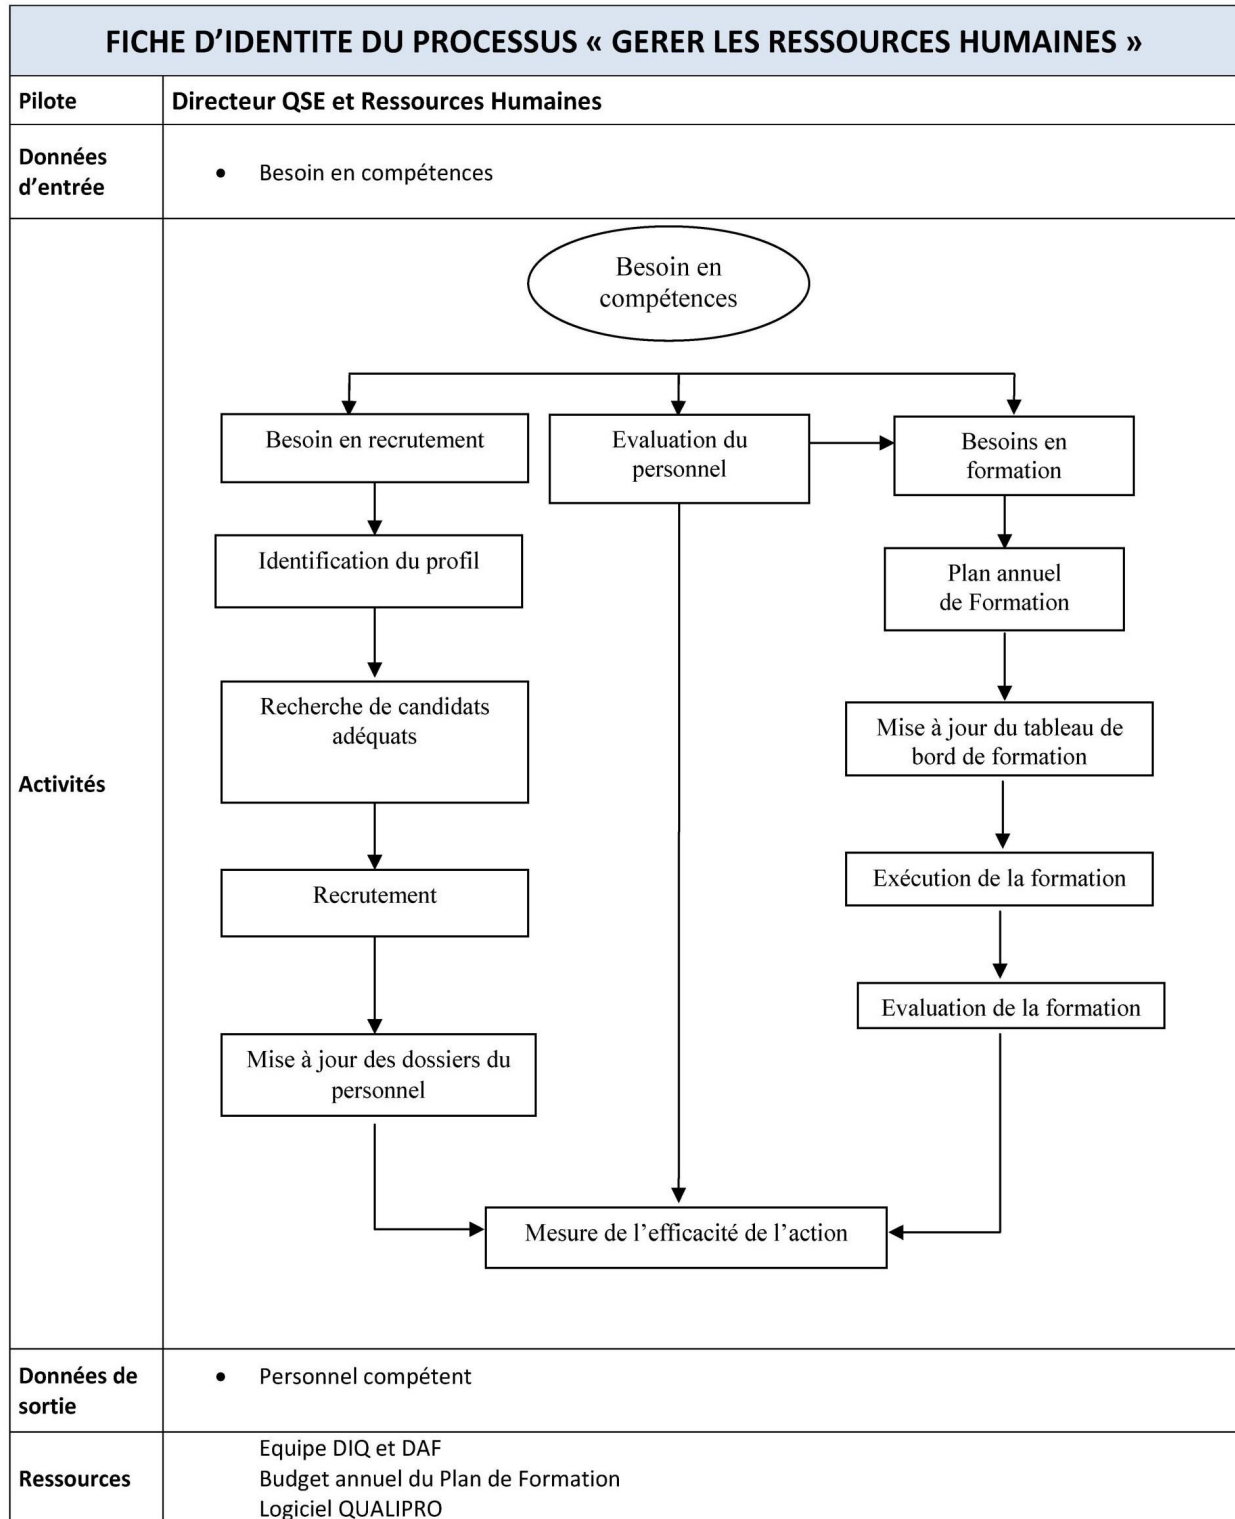 FICHE D'IDENTITE DU PROCESSUS « GERER LES RESSOURCES HUMAINES »
Pilote
Directeur QSE et Ressources Humaines
Données
d'entrée
• Besoin en compétences
Activités
Besoin en
compétences
Besoin en recrutement
Evaluation du
personnel
Besoins en
formation
Identification du profil
Plan annuel
de Formation
Recherche de candidats
adéquats
Mise à jour du tableau de
bord de formation
Recrutement
Exécution de la formation
Evaluation de la formation
Mise à jour des dossiers du
personnel
Mesure de l'efficacité de l'action
Données de
sortie
• Personnel compétent
Ressources
Equipe DIQ et DAF
Budget annuel du Plan de Formation
Logiciel QUALIPRO